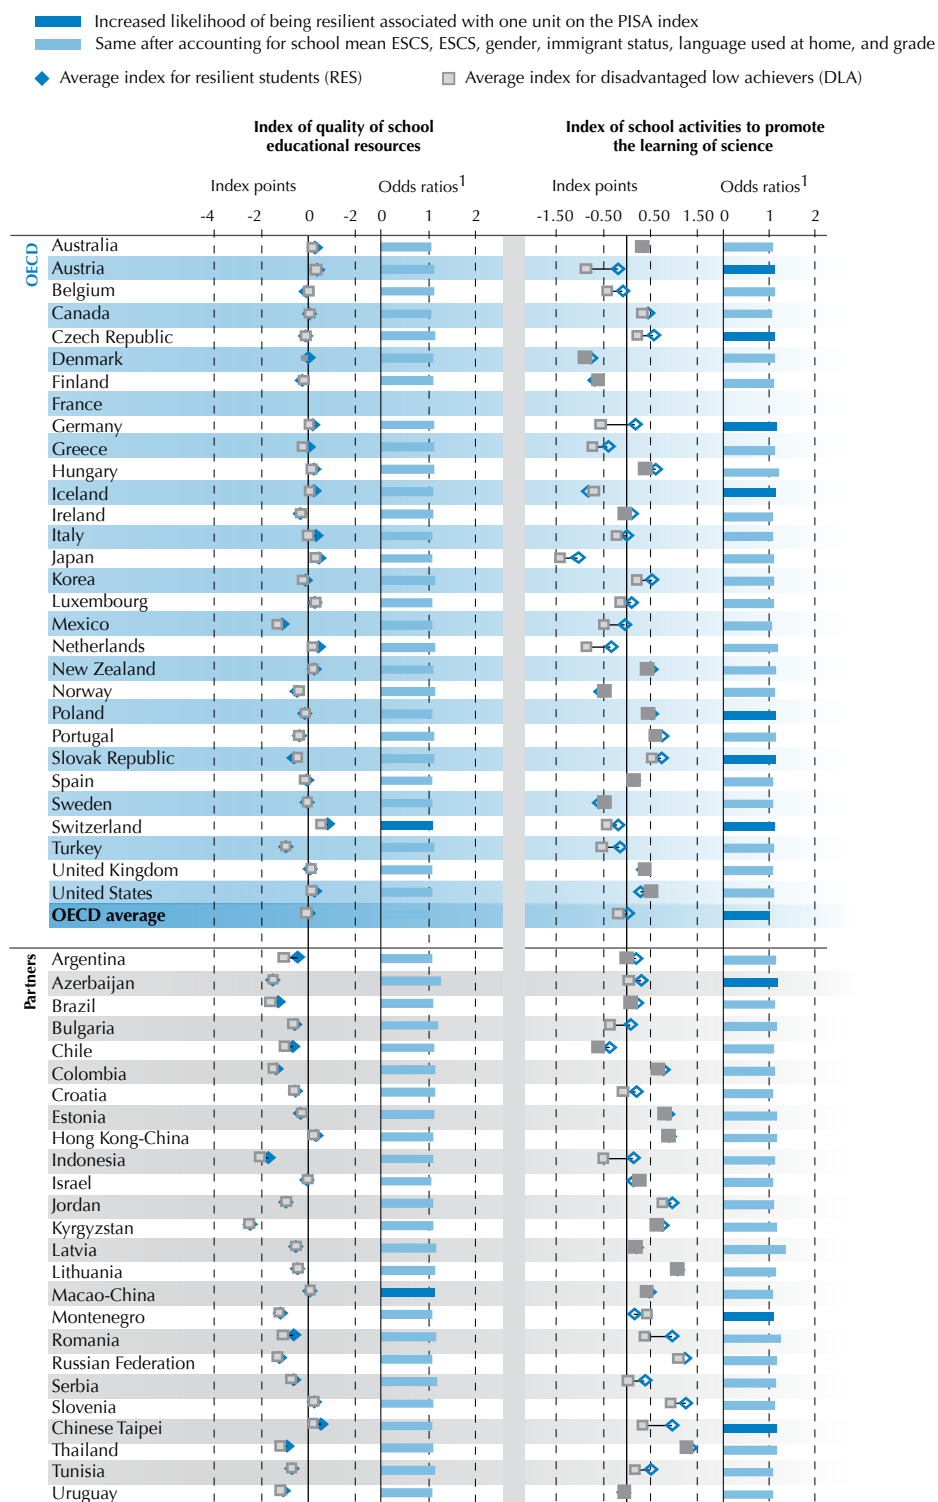 Increased likelihood of being resilient associated with one unit on the PISA index
Same after accounting for school mean ESCS, ESCS, gender, immigrant status, language used at home, and grade
Average index for resilient students (RES) Average index for disadvantaged low achievers (DLA)
Index of quality of school educational resources
Index of school activities to promote the learning of science
Index points Odds ratios1 Index points Odds ratios1
-4 -2 0 -2 0 1 2 -1.50 -0.50 0.50 1.50 0 1 2
OECD
Australia
Austria
Belgium
Canada
Czech Republic
Denmark
Finland
France
Germany
Greece
Hungary
Iceland
Ireland
Italy
Japan
Korea
Luxembourg
Mexico
Netherlands
New Zealand
Norway
Poland
Portugal
Slovak Republic
Spain
Sweden
Switzerland
Turkey
United Kingdom
United States
OECD average
Partners
Argentina
Azerbaijan
Brazil
Bulgaria
Chile
Colombia
Croatia
Estonia
Hong Kong-China
Indonesia
Israel
Jordan
Kyrgyzstan
Latvia
Lithuania
Macao-China
Montenegro
Romania
Russian Federation
Serbia
Slovenia
Chinese Taipei
Thailand
Tunisia
Uruguay